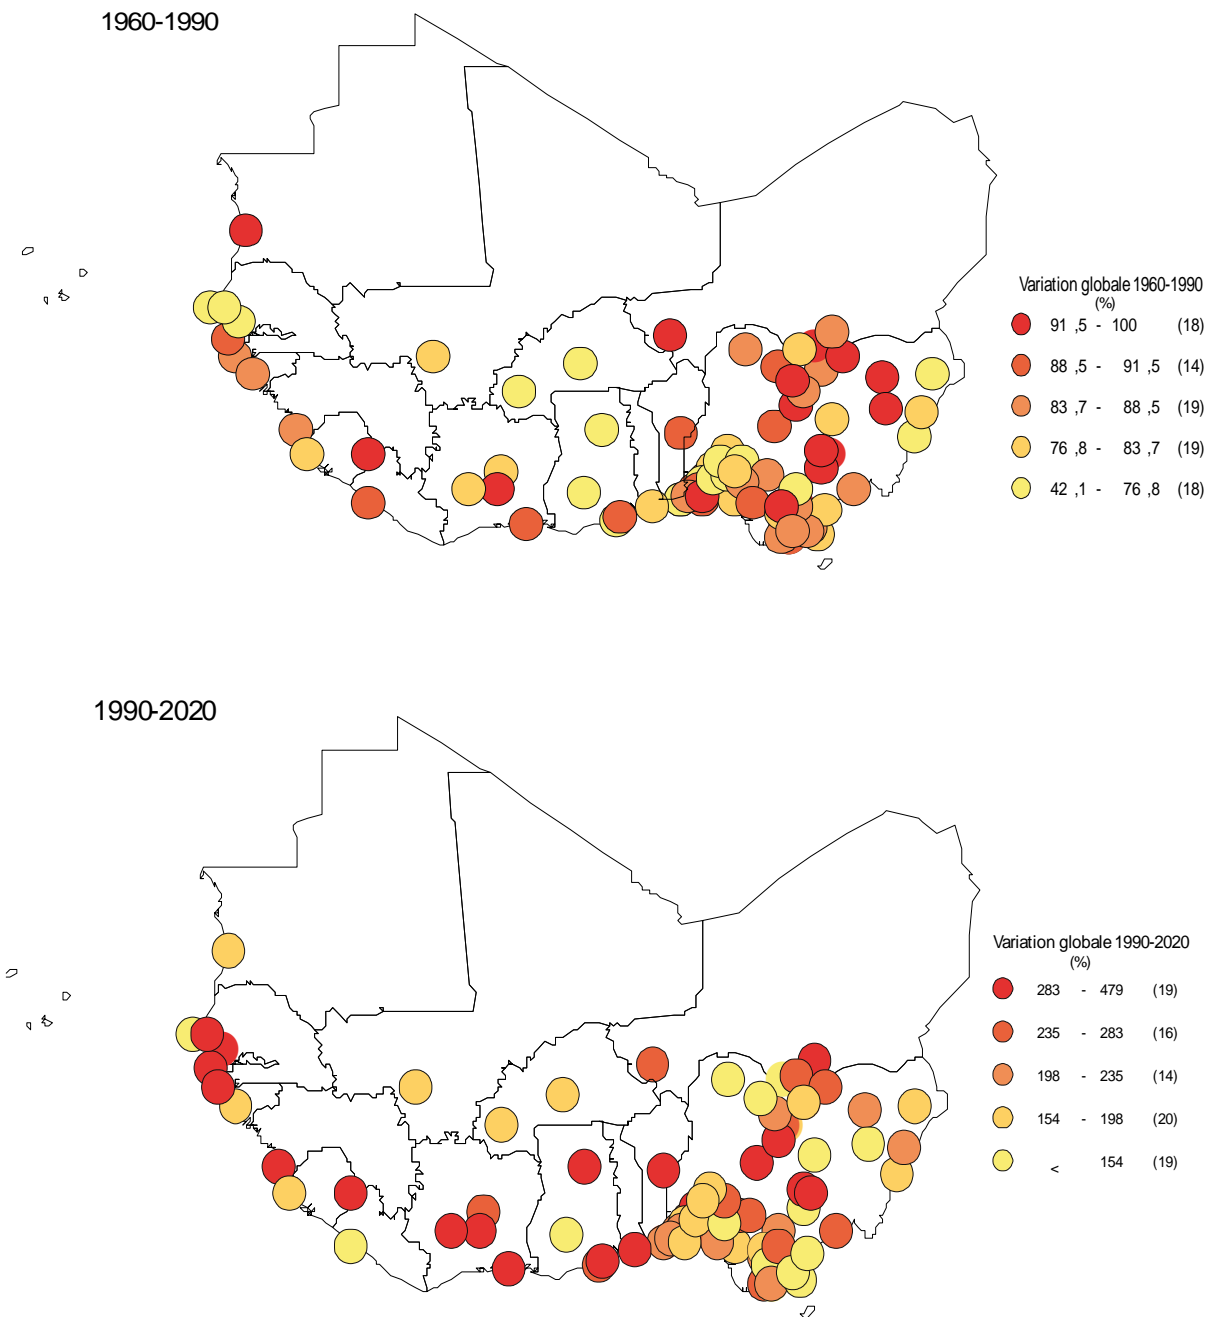 1960-1990
Variation globale 1960-1990
(%)
91 ,5 - 100 (18)
88 ,5 - 91 ,5 (14)
83 ,7 - 88 ,5 (19)
76 ,8 - 83 ,7 (19)
42 ,1 - 76 ,8 (18)
1990-2020
Variation globale 1990-2020
(%)
283 - 479 (19)
235 - 283 (16)
198 - 235 (14)
154 - 198 (20)
< 154 (19)